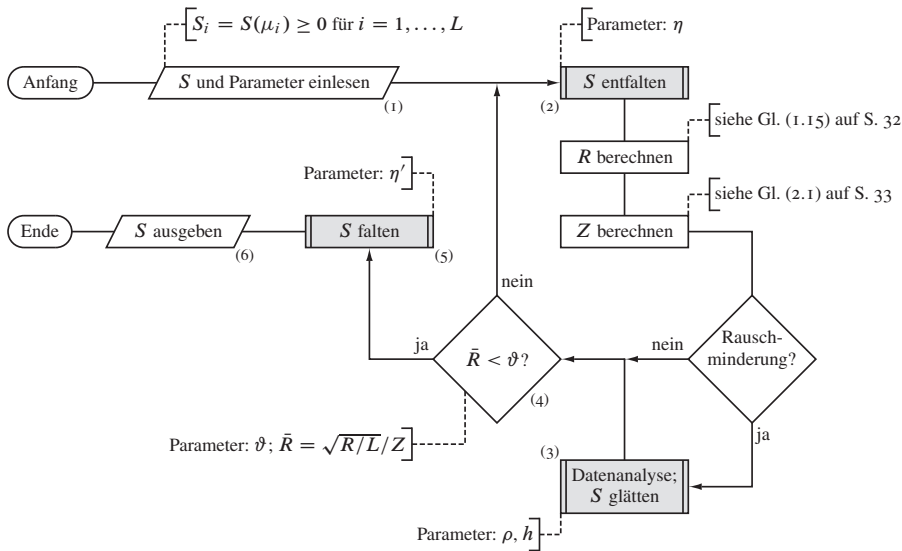 S_i = S(μ_i) ≥ 0 für i = 1, . . . , L
Parameter: η
Anfang
S und Parameter einlesen
(1)
S entfalten
(2)
siehe Gl. (1.15) auf S. 32
R berechnen
Parameter: η′
siehe Gl. (2.1) auf S. 33
Ende
S ausgeben
(6)
S falten
(5)
Z berechnen
nein
ja
R̄ < ϑ?
(4)
nein
Rausch-
minderung?
ja
Parameter: ϑ; R̄ = √R/L/Z
(3)
Datenanalyse;
S glätten
Parameter: ρ, h